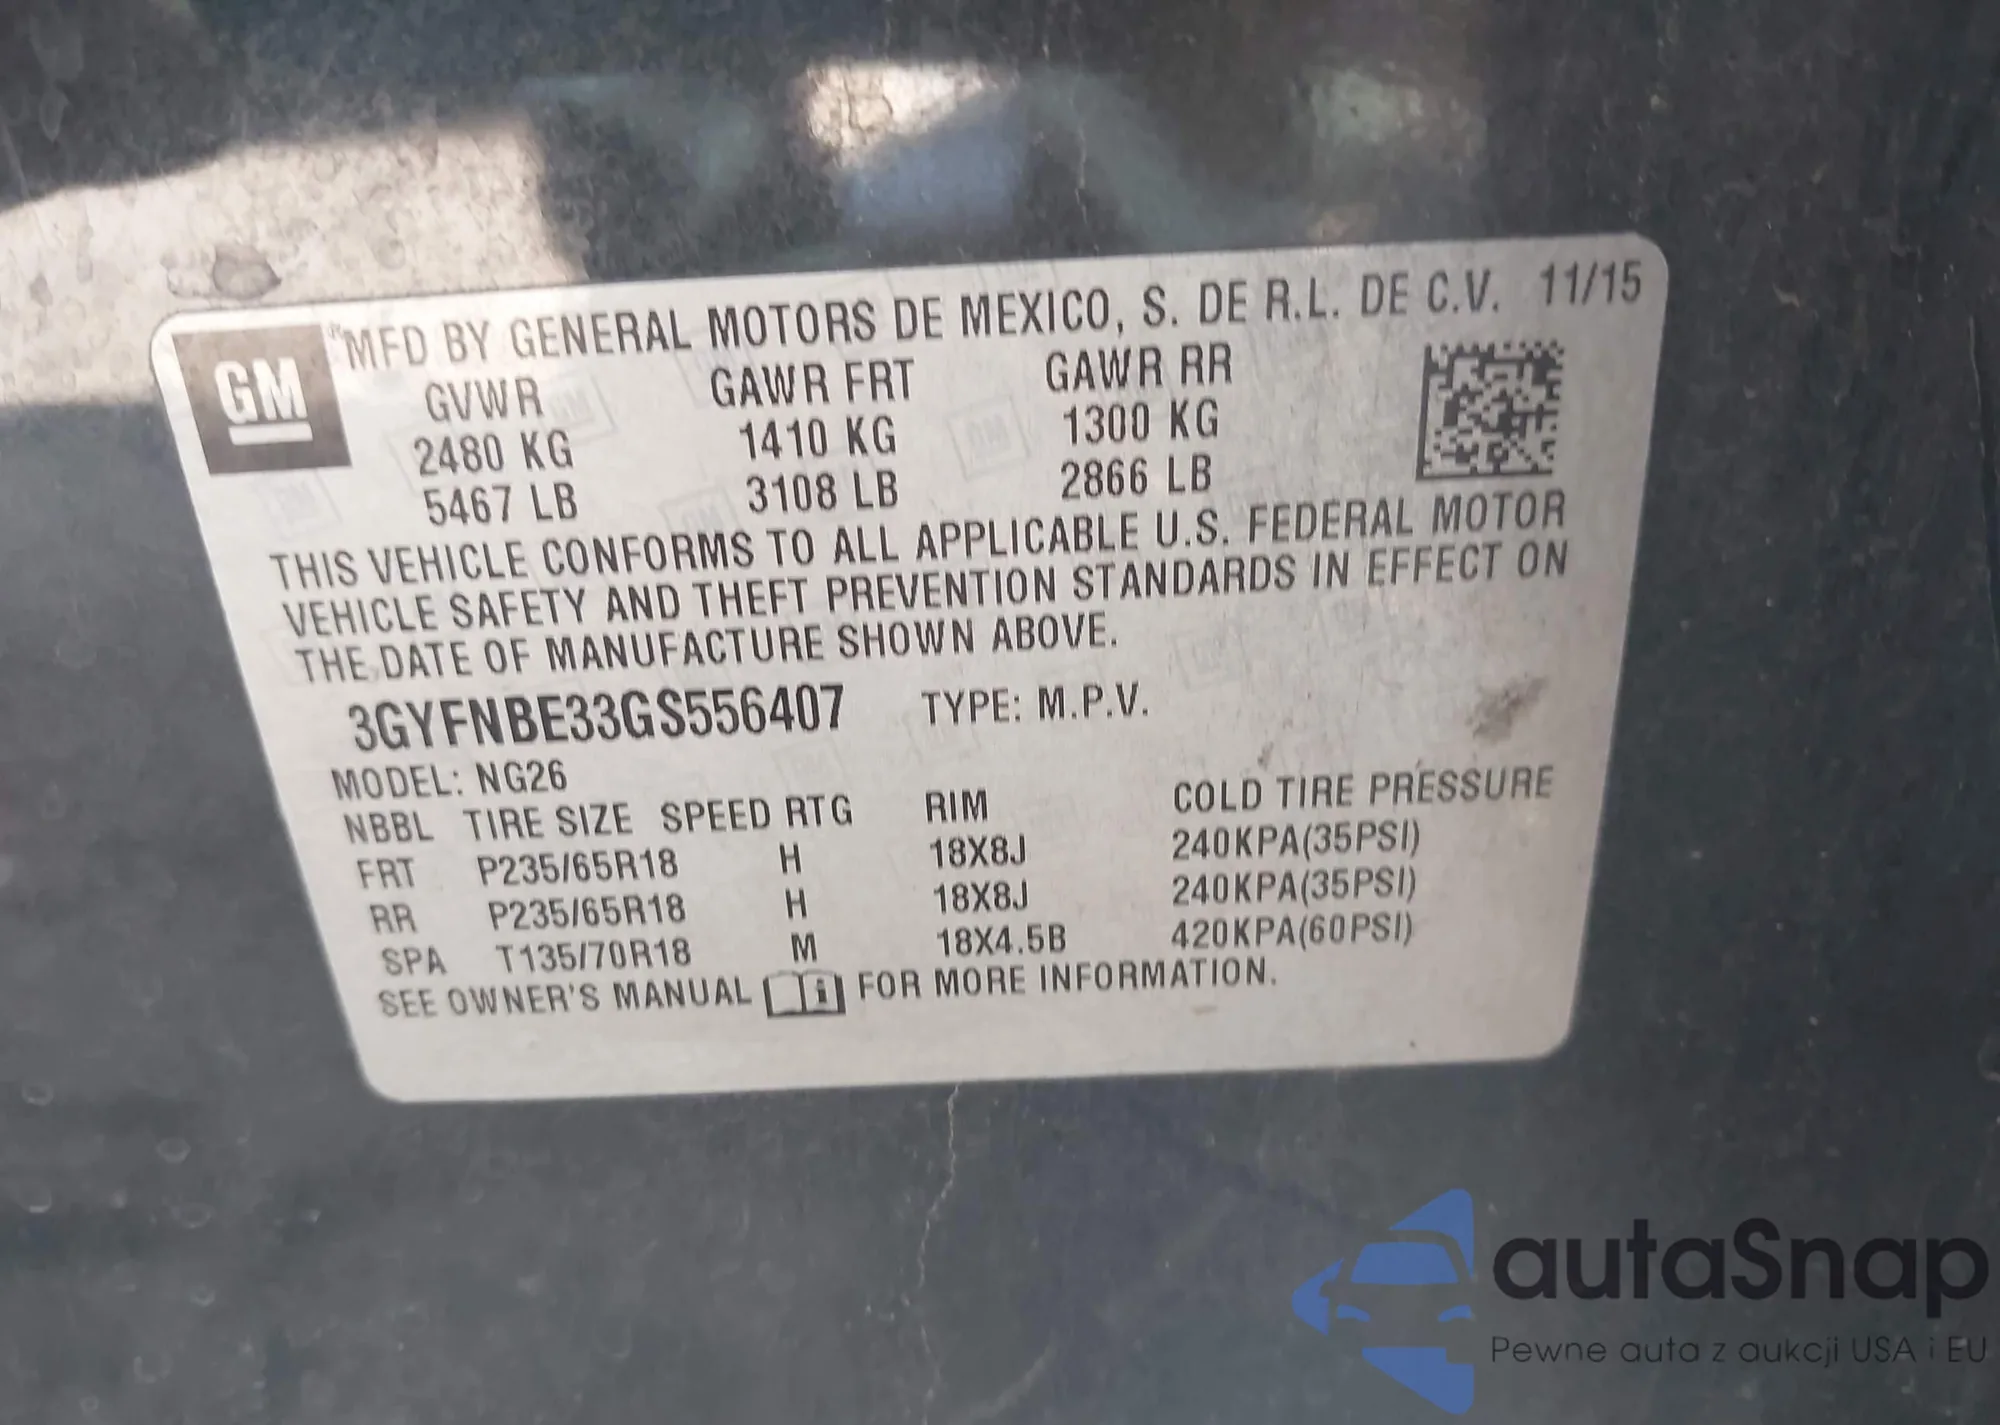 GM
MFD BY GENERAL MOTORS DE MEXICO, S. DE R.L. DE C.V. 11/15
GVWR GAWR FRT GAWR RR
2480 KG 1410 KG 1300 KG
5467 LB 3108 LB 2866 LB
THIS VEHICLE CONFORMS TO ALL APPLICABLE U.S. FEDERAL MOTOR
VEHICLE SAFETY AND THEFT PREVENTION STANDARDS IN EFFECT ON
THE DATE OF MANUFACTURE SHOWN ABOVE.
3GYFNBE33GS556407 TYPE: M.P.V.
MODEL: NG26
NBBL TIRE SIZE SPEED RTG RIM COLD TIRE PRESSURE
FRT P235/65R18 H 18X8J 240KPA(35PSI)
RR P235/65R18 H 18X8J 240KPA(35PSI)
SPA T135/70R18 M 18X4.5B 420KPA(60PSI)
SEE OWNER'S MANUAL i FOR MORE INFORMATION.
autaSnap
Pewne auta z aukcji USA i EU